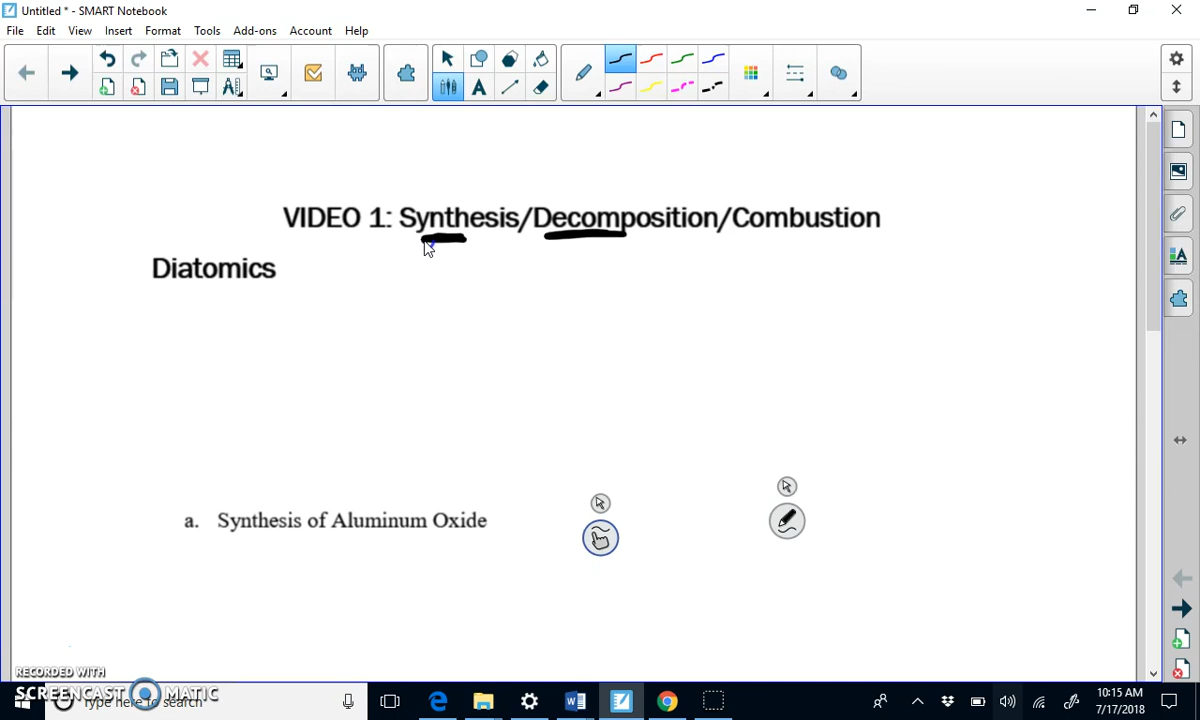 Untitled * - SMART Notebook
File Edit View Insert Format Tools Add-ons Account Help
VIDEO 1: Synthesis/Decomposition/Combustion
Diatomics
a. Synthesis of Aluminum Oxide
RECORDED WITH
SCREENCAST MATIC
Type here to search
10:15 AM
7/17/2018